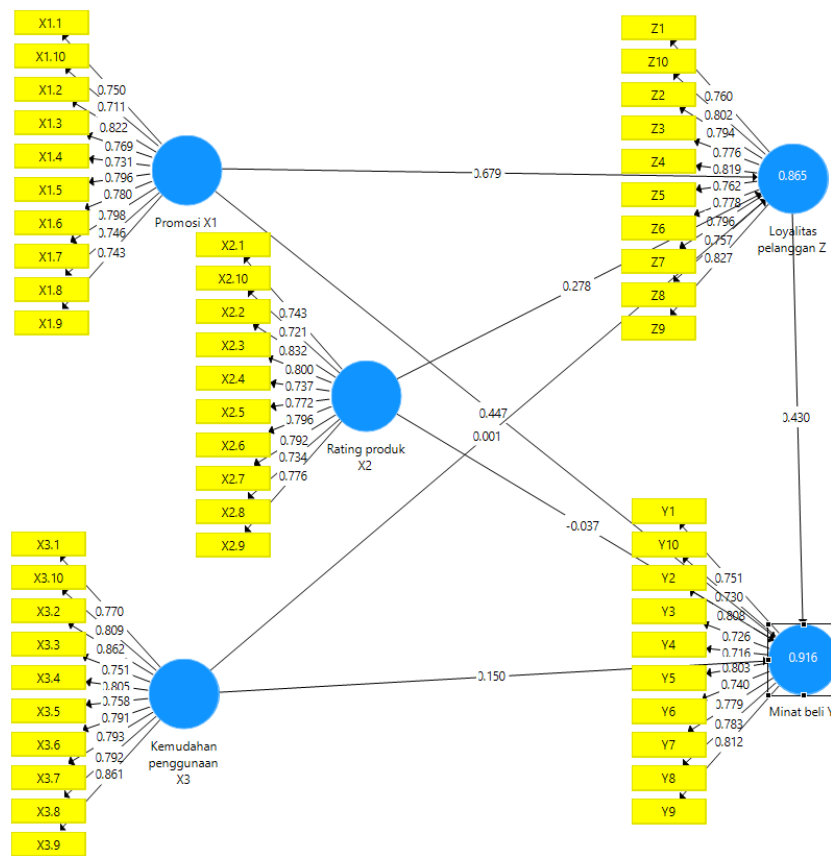 X1.1
X1.10
X1.2
X1.3
X1.4
X1.5
X1.6
X1.7
X1.8
X1.9
0.750
0.711
0.822
0.769
0.731
0.796
0.780
0.798
0.746
0.743
Promosi X1
X2.1
X2.10
X2.2
X2.3
X2.4
X2.5
X2.6
X2.7
X2.8
X2.9
0.743
0.721
0.832
0.800
0.737
0.772
0.796
0.792
0.734
0.776
Rating produk
X2
X3.1
X3.10
X3.2
X3.3
X3.4
X3.5
X3.6
X3.7
X3.8
X3.9
0.770
0.809
0.862
0.751
0.805
0.758
0.791
0.793
0.792
0.861
Kemudahan
penggunaan
X3
0.679
0.278
0.447
0.001
-0.037
0.150
0.430
Z1
Z10
Z2
Z3
Z4
Z5
Z6
Z7
Z8
Z9
0.760
0.802
0.794
0.776
0.819
0.762
0.778
0.796
0.757
0.827
0.865
Loyalitas
pelanggan Z
Y1
Y10
Y2
Y3
Y4
Y5
Y6
Y7
Y8
Y9
0.751
0.730
0.808
0.726
0.716
0.803
0.740
0.779
0.783
0.812
0.916
Minat beli Y